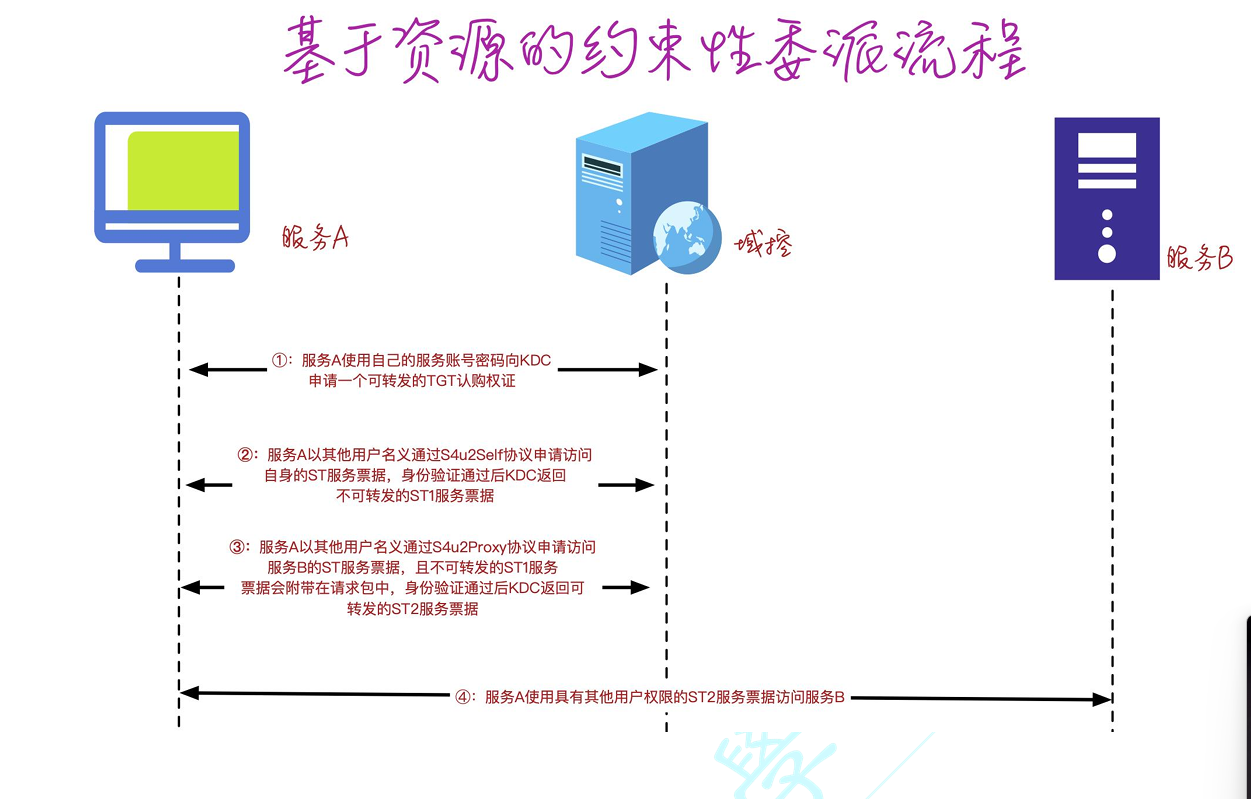 基于资源的约束性委派流程
服务A
域控
服务B
①：服务A使用自己的服务账号密码向KDC
申请一个可转发的TGT认购权证
②：服务A以其他用户名义通过S4u2Self协议申请访问
自身的ST服务票据，身份验证通过后KDC返回
不可转发的ST1服务票据
③：服务A以其他用户名义通过S4u2Proxy协议申请访问
服务B的ST服务票据，且不可转发的ST1服务
票据会附带在请求包中，身份验证通过后KDC返回可
转发的ST2服务票据
④：服务A使用具有其他用户权限的ST2服务票据访问服务B